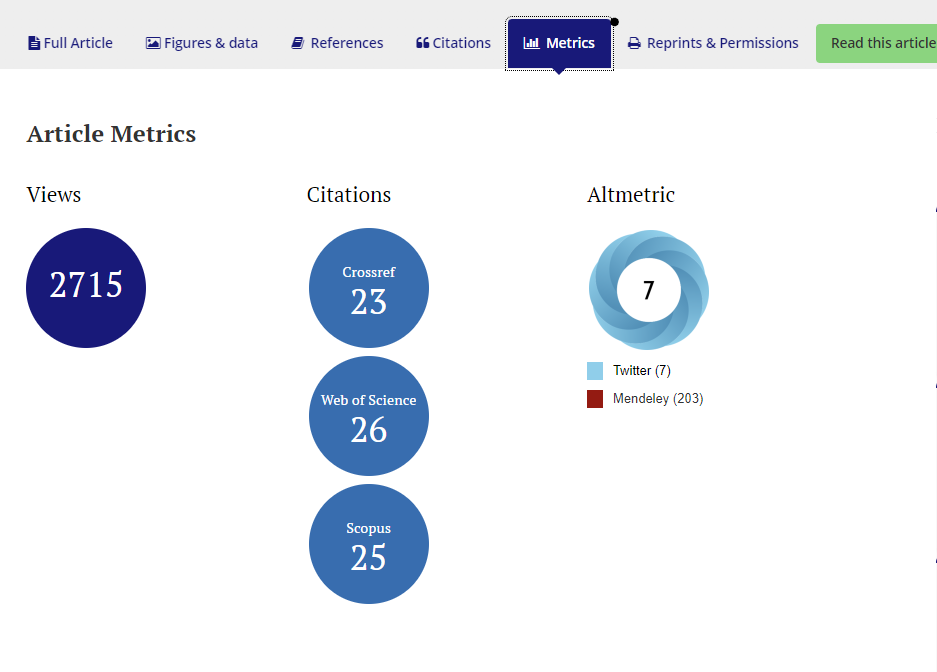 Full Article Figures & data References Citations Metrics Reprints & Permissions Read this article
Article Metrics
Views
2715
Citations
Crossref
23
Web of Science
26
Scopus
25
Altmetric
7
Twitter (7)
Mendeley (203)